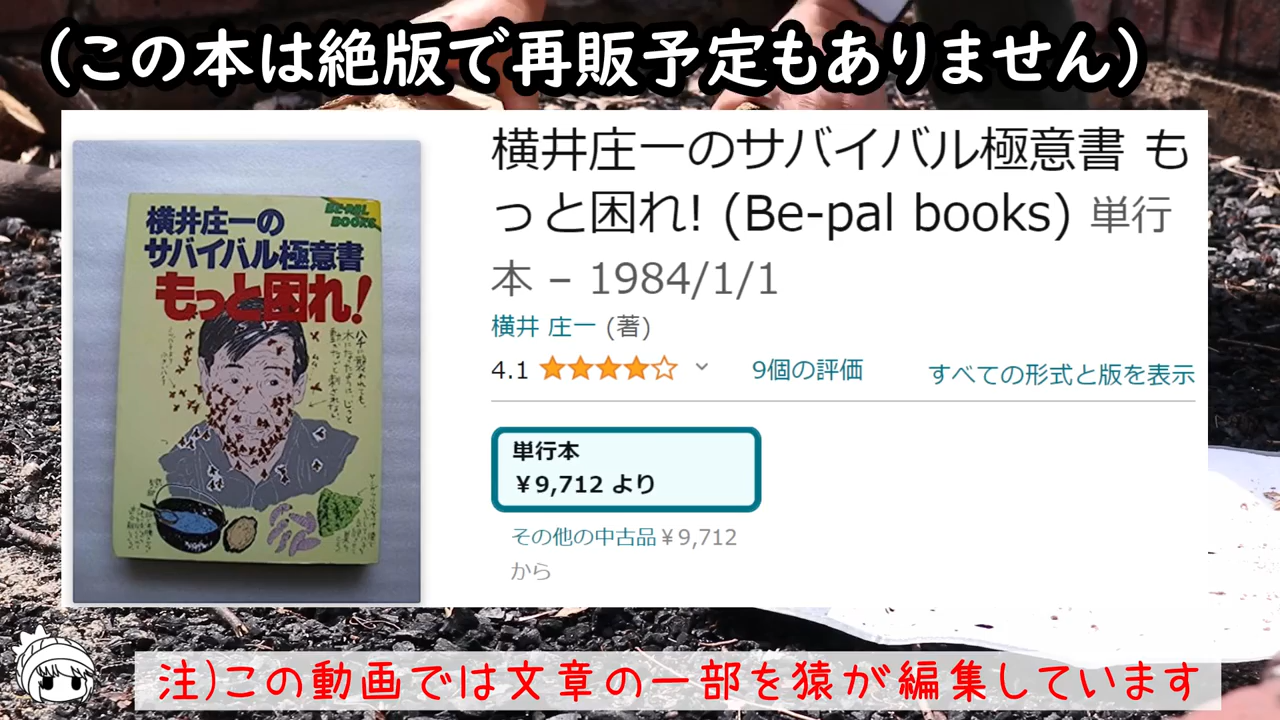 (この本は絶版で再販予定もありません)
横井庄一の
サバイバル極意書
もっと困れ!
BE-PAL
BOOKS
横井庄一のサバイバル極意書 も
っと困れ! (Be-pal books) 単行
本 – 1984/1/1
横井 庄一 (著)
4.1
9個の評価
すべての形式と版を表示
単行本
￥9,712 より
その他の中古品 ￥9,712
から
注)この動画では文章の一部を猿が編集しています